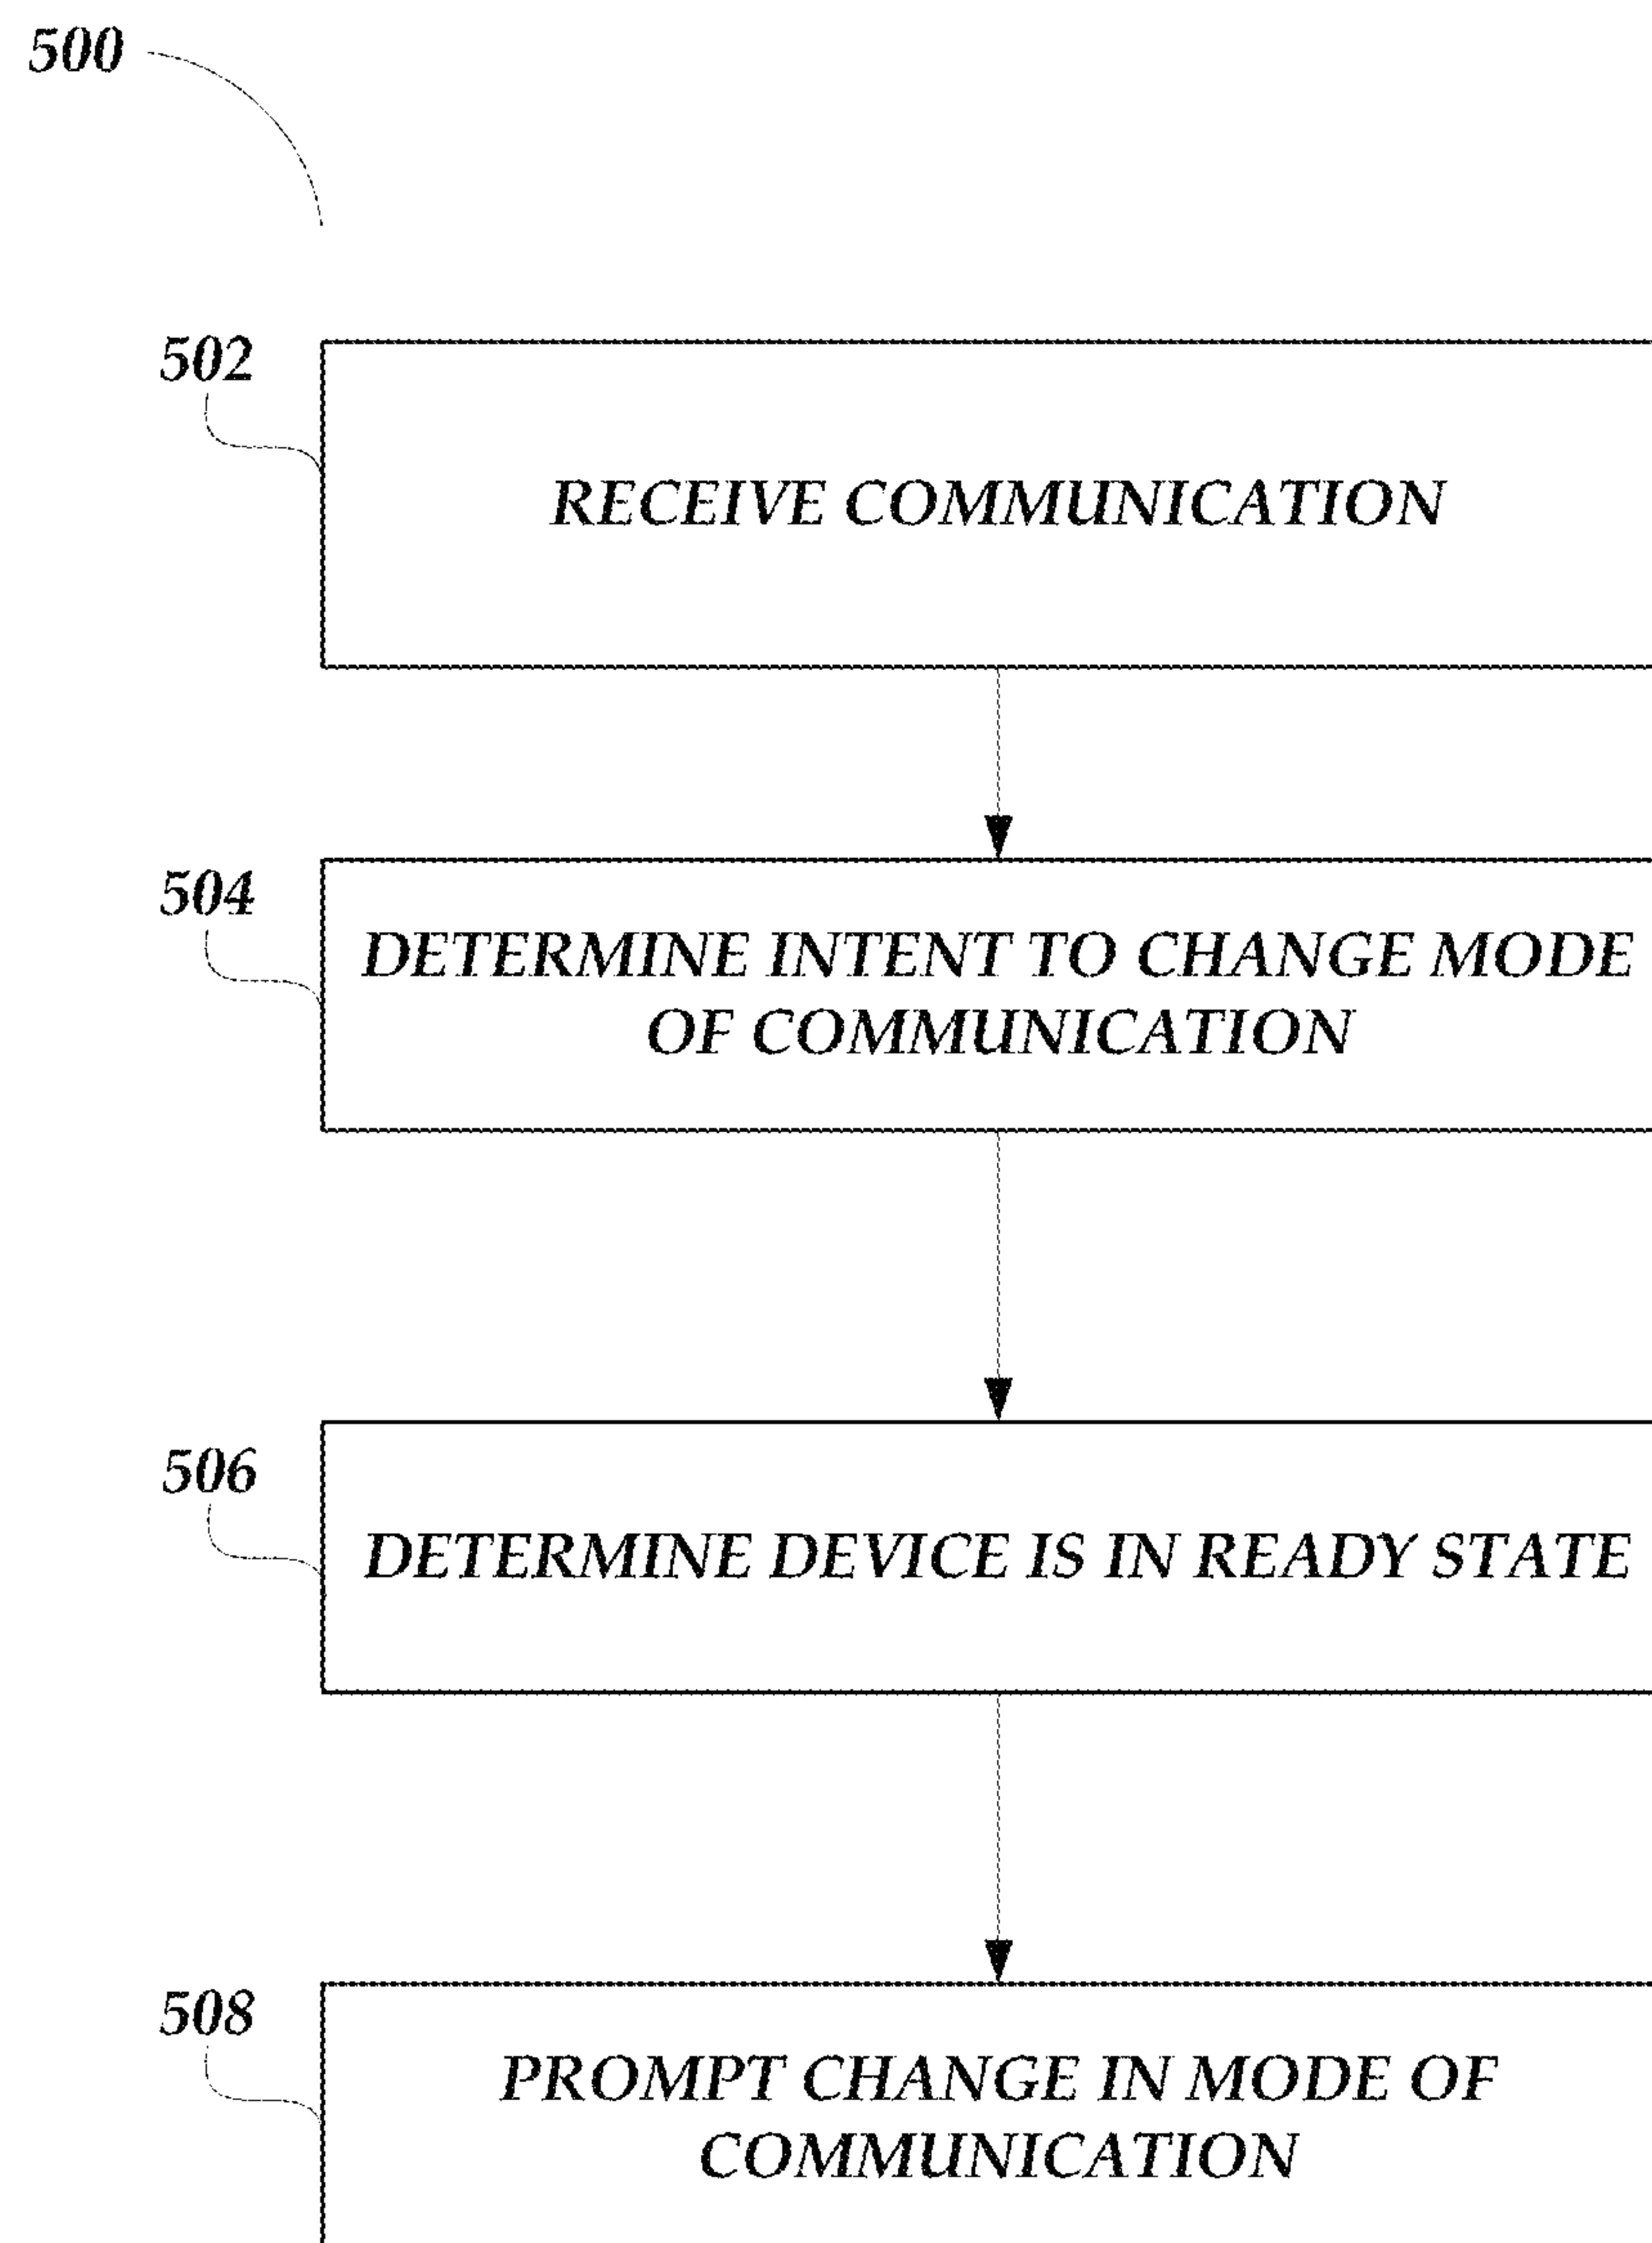 500
502
RECEIVE COMMUNICATION
504
DETERMINE INTENT TO CHANGE MODE
OF COMMUNICATION
506
DETERMINE DEVICE IS IN READY STATE
508
PROMPT CHANGE IN MODE OF
COMMUNICATION